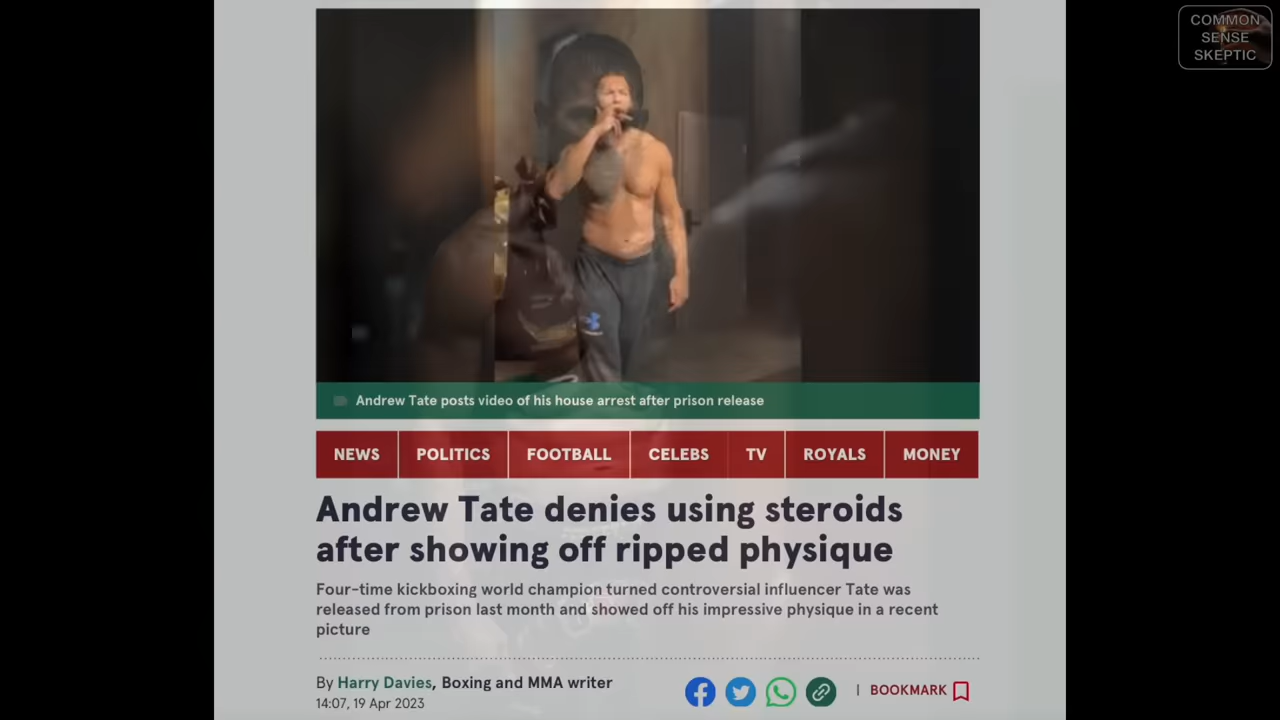 COMMON
SENSE
SKEPTIC
Andrew Tate posts video of his house arrest after prison release
NEWS
POLITICS
FOOTBALL
CELEBS
TV
ROYALS
MONEY
Andrew Tate denies using steroids
after showing off ripped physique
Four-time kickboxing world champion turned controversial influencer Tate was
released from prison last month and showed off his impressive physique in a recent
picture
By Harry Davies, Boxing and MMA writer
14:07, 19 Apr 2023
| BOOKMARK